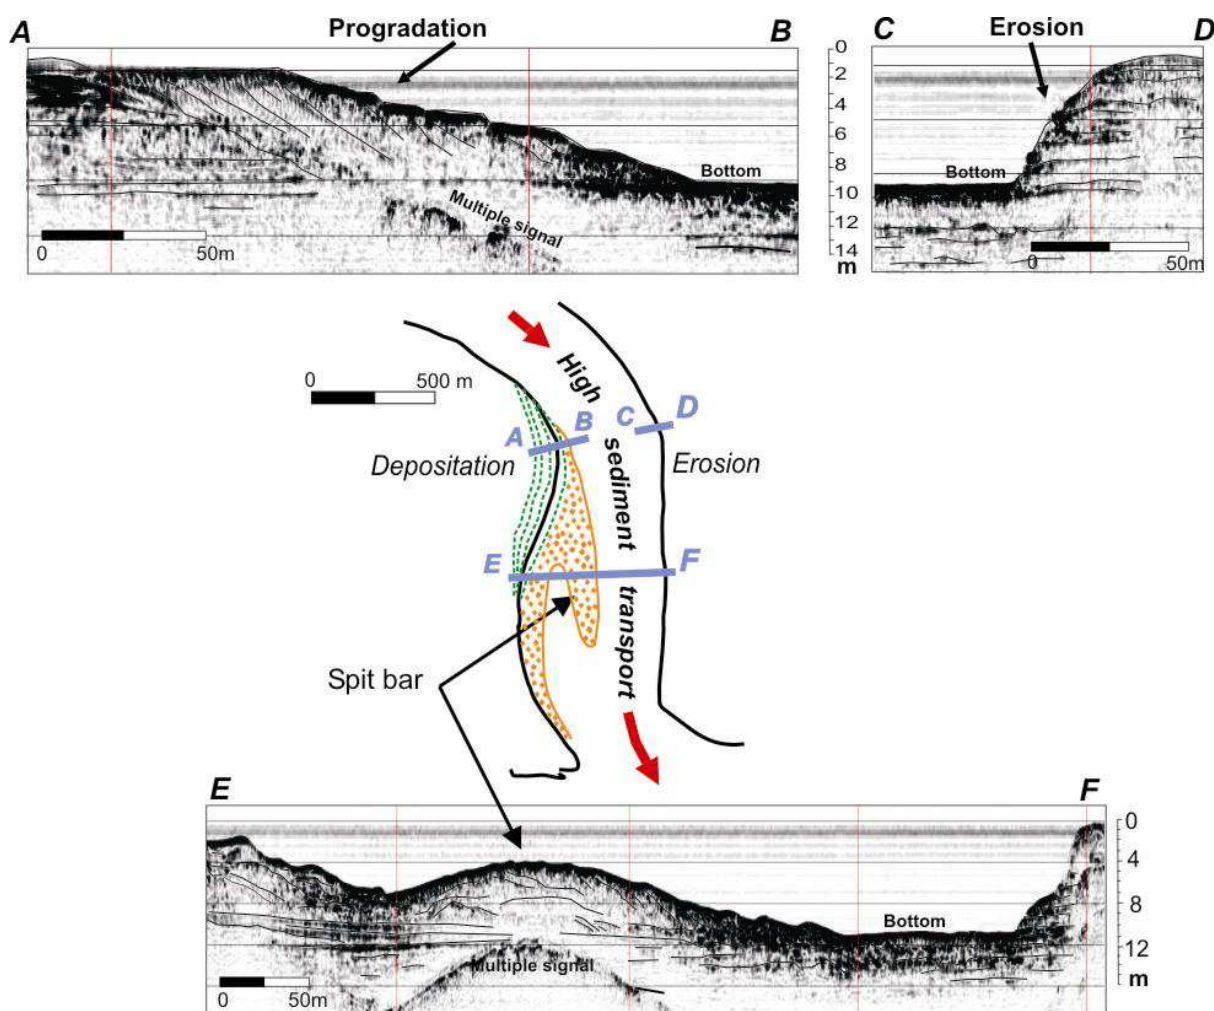 A
Progradation
B
C
Erosion
D
Bottom
Multiple signal
0
50m
0
2
4
6
8
10
12
14
m
Bottom
0
50m
0
500 m
High
sediment
transport
A
B
C
D
Depositation
Erosion
E
F
Spit bar
E
F
0
4
8
12
m
Bottom
Multiple signal
0
50m